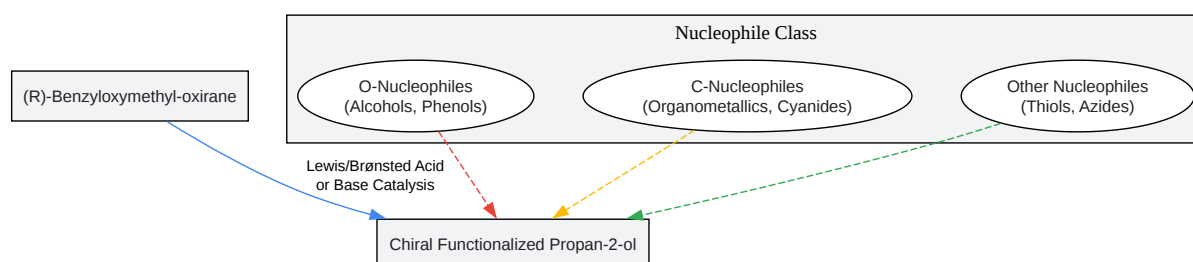 Nucleophile Class
(R)-Benzyloxymethyl-oxirane
O-Nucleophiles
(Alcohols, Phenols)
C-Nucleophiles
(Organometallics, Cyanides)
Other Nucleophiles
(Thiols, Azides)
Lewis/Brønsted Acid
or Base Catalysis
Chiral Functionalized Propan-2-ol